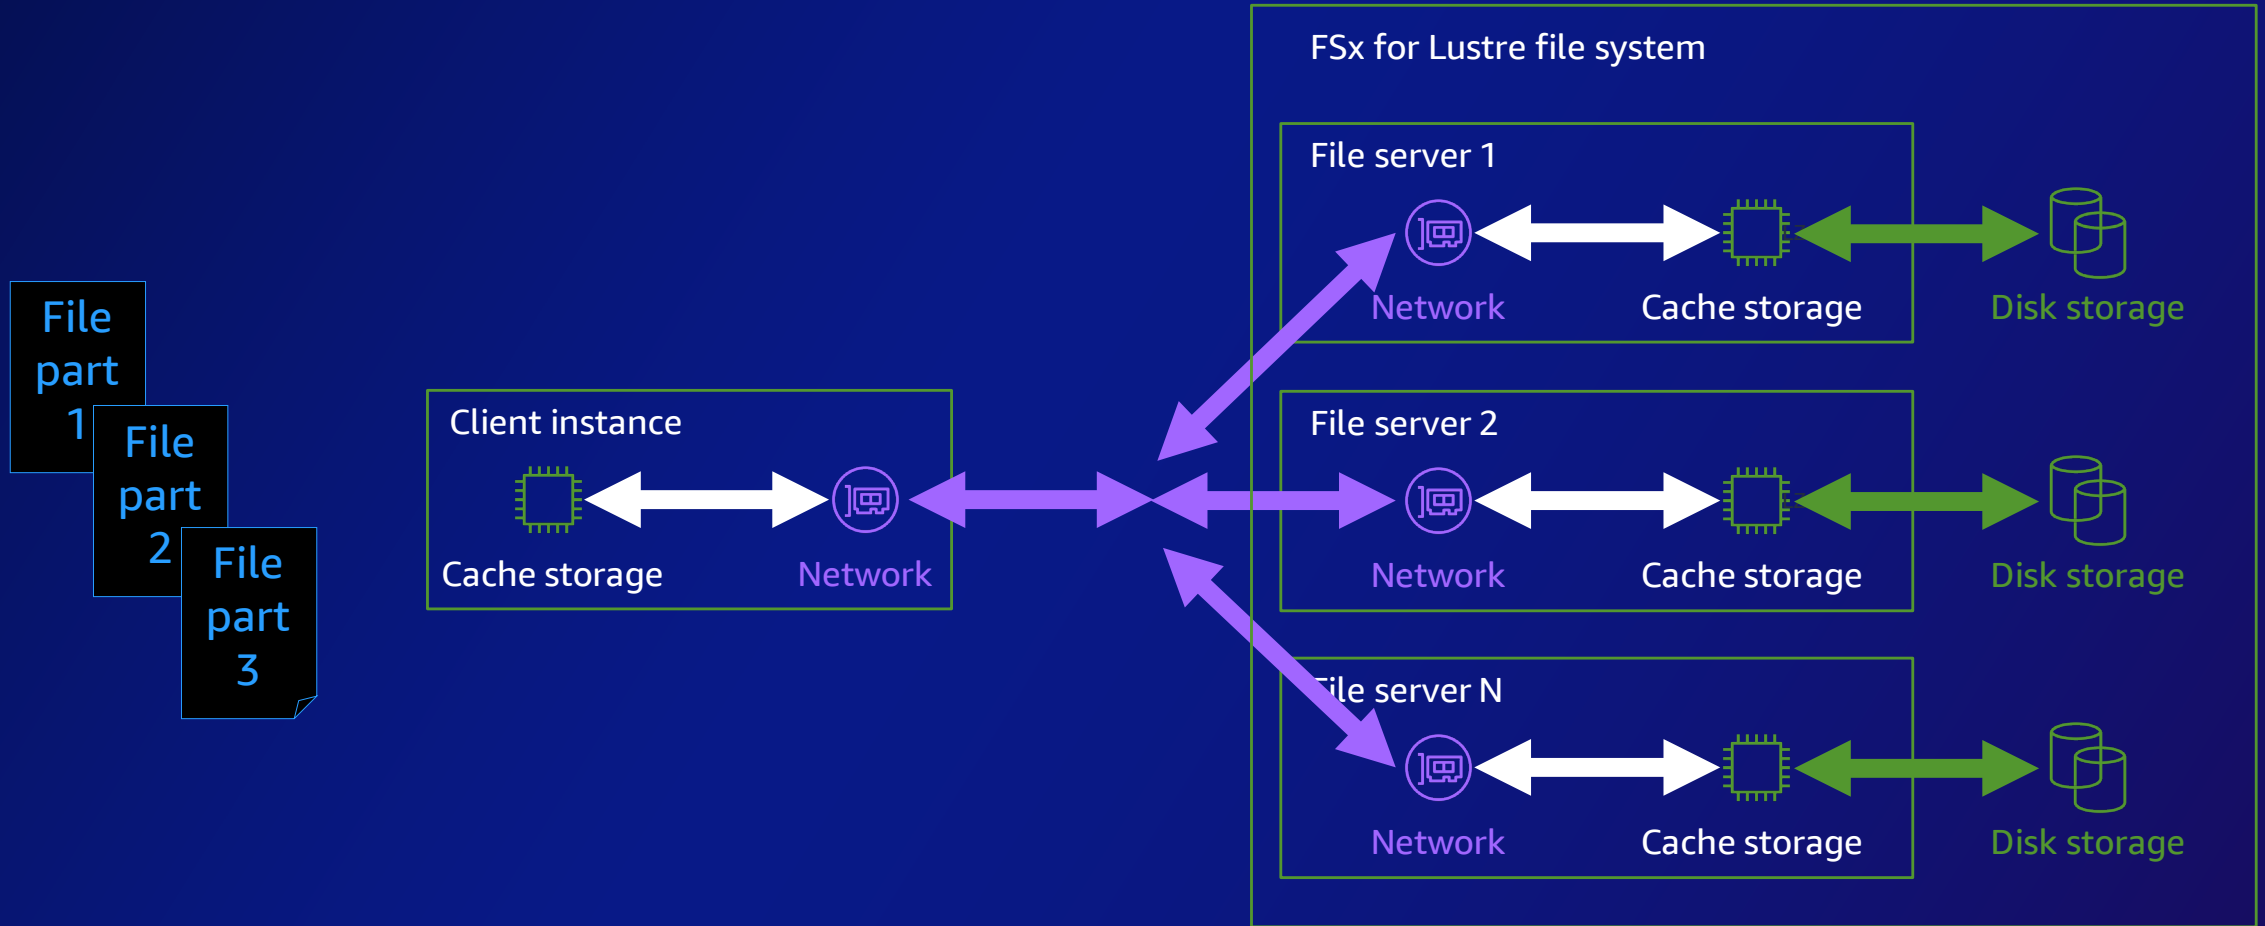 FSx for Lustre file system
File server 1
Network
Cache storage
Disk storage
File
part
1
File
part
2
File
part
3
Client instance
Cache storage
Network
File server 2
Network
Cache storage
Disk storage
File server N
Network
Cache storage
Disk storage